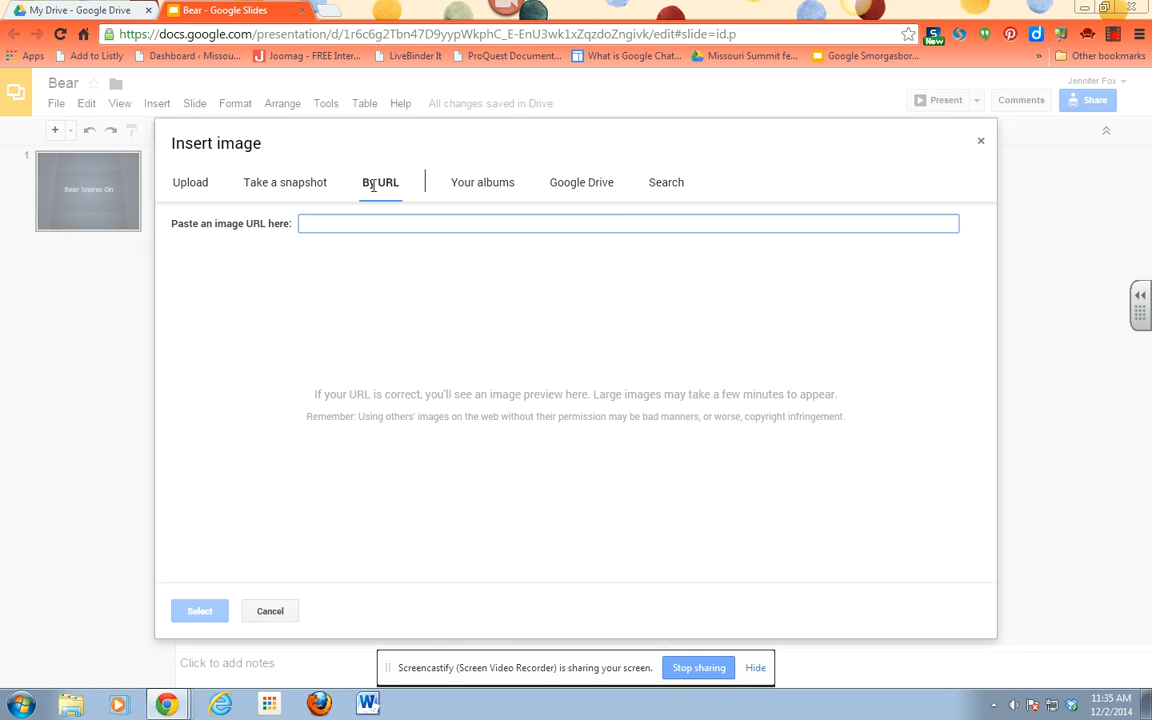 My Drive - Google Drive
Bear - Google Slides
https://docs.google.com/presentation/d/1r6c6g2Tbn47D9yypWkphC_E-EnU3wk1xZqzdoZngivk/edit#slide=id.p
New
Apps
Add to Listly
Dashboard ‹ Missou...
Joomag - FREE Inter...
LiveBinder It
ProQuest Document...
What is Google Chat...
Missouri Summit fe...
Google Smorgasbor...
»
Other bookmarks
Bear
Jennifer Fox
File Edit View Insert Slide Format Arrange Tools Table Help All changes saved in Drive
Present
Comments
Share
Insert image
×
Upload
Take a snapshot
By URL
Your albums
Google Drive
Search
1
Bear Snores On
Paste an image URL here:
If your URL is correct, you'll see an image preview here. Large images may take a few minutes to appear.
Remember: Using others' images on the web without their permission may be bad manners, or worse, copyright infringement.
Select
Cancel
Click to add notes
Screencastify (Screen Video Recorder) is sharing your screen.
Stop sharing
Hide
11:35 AM
12/2/2014